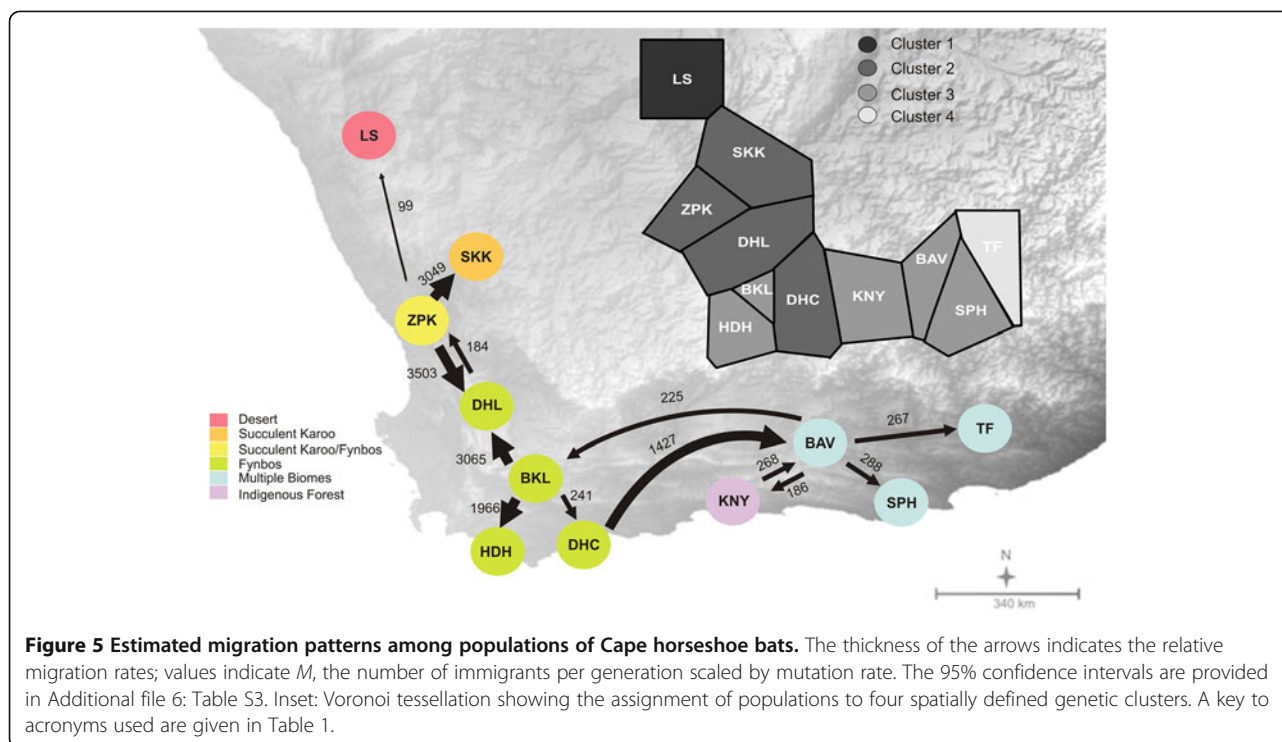 LS
SKK
ZPK
DHL
BKL
HDH
DHC
KNY
BAV
SPH
TF
Cluster 1
Cluster 2
Cluster 3
Cluster 4
LS
99
SKK
3049
ZPK
184
3503
DHL
3065
BKL
241
1966
HDH
DHC
225
1427
BAV
267
TF
268
186
288
KNY
SPH
Desert
Succulent Karoo
Succulent Karoo/Fynbos
Fynbos
Multiple Biomes
Indigenous Forest
N
340 km
Figure 5 Estimated migration patterns among populations of Cape horseshoe bats. The thickness of the arrows indicates the relative
migration rates; values indicate M, the number of immigrants per generation scaled by mutation rate. The 95% confidence intervals are provided
in Additional file 6: Table S3. Inset: Voronoi tessellation showing the assignment of populations to four spatially defined genetic clusters. A key to
acronyms used are given in Table 1.